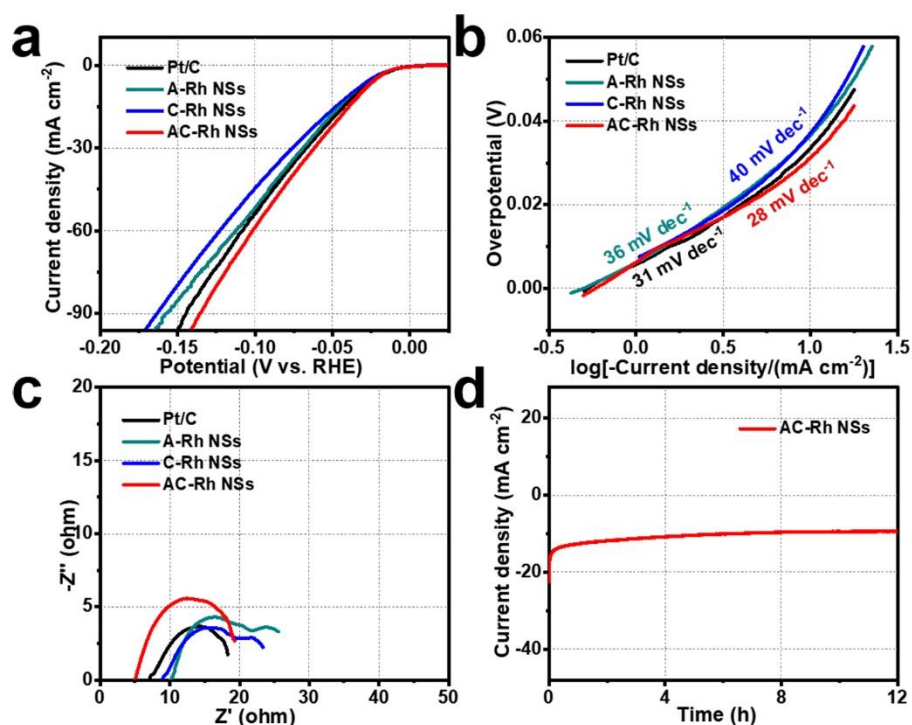 a
Current density (mA cm⁻²)
0
-30
-60
-90
Pt/C
A-Rh NSs
C-Rh NSs
AC-Rh NSs
-0.20
-0.15
-0.10
-0.05
0.00
Potential (V vs. RHE)
b
Overpotential (V)
0.06
0.04
0.02
0.00
Pt/C
A-Rh NSs
C-Rh NSs
AC-Rh NSs
40 mV dec⁻¹
36 mV dec⁻¹
31 mV dec⁻¹
28 mV dec⁻¹
-0.5
0.0
0.5
1.0
1.5
log[-Current density/(mA cm⁻²)]
c
-Z'' (ohm)
20
15
10
5
0
Pt/C
A-Rh NSs
C-Rh NSs
AC-Rh NSs
0
10
20
30
40
50
Z' (ohm)
d
Current density (mA cm⁻²)
20
0
-20
-40
AC-Rh NSs
0
4
8
12
Time (h)